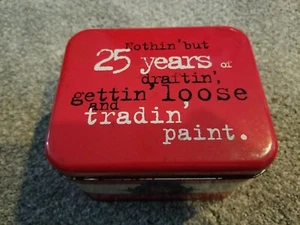 Nothin' but
25 years of
draftin',
gettin' loose
and
tradin'
paint.